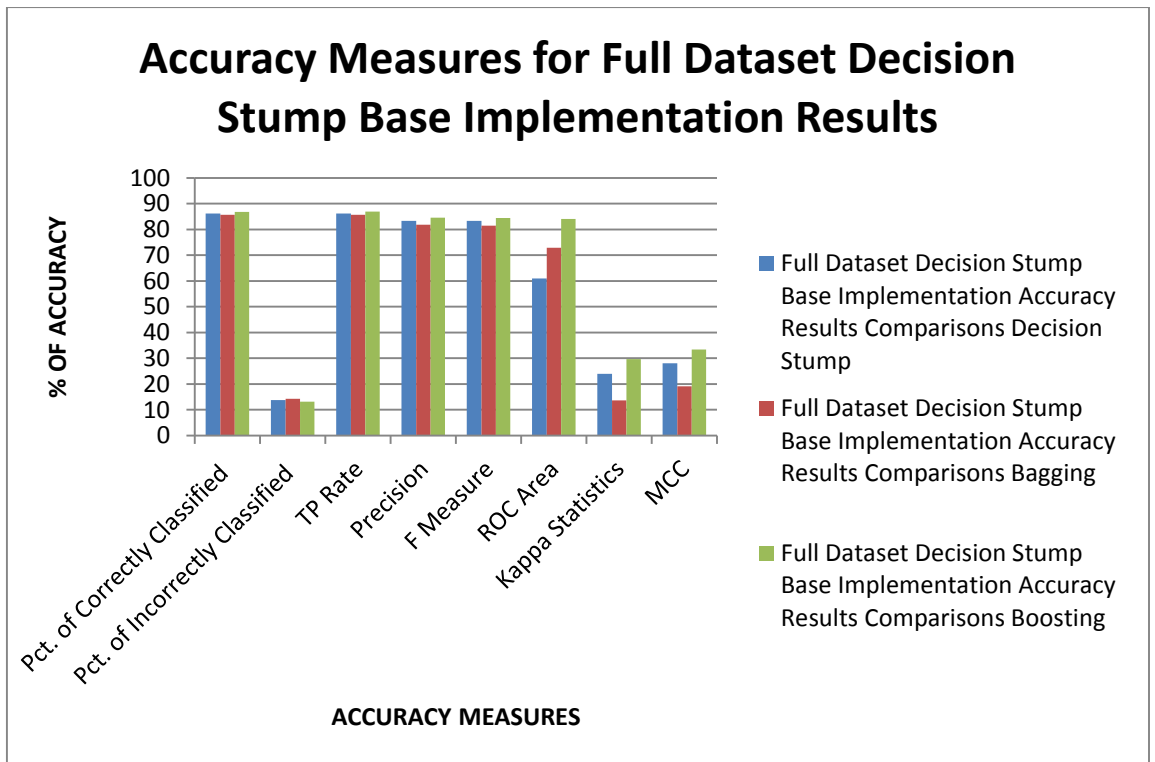 Accuracy Measures for Full Dataset Decision
Stump Base Implementation Results
% OF ACCURACY
100
90
80
70
60
50
40
30
20
10
0
Pct. of Correctly Classified
Pct. of Incorrectly Classified
TP Rate
Precision
F Measure
ROC Area
Kappa Statistics
MCC
ACCURACY MEASURES
Full Dataset Decision Stump
Base Implementation Accuracy
Results Comparisons Decision
Stump
Full Dataset Decision Stump
Base Implementation Accuracy
Results Comparisons Bagging
Full Dataset Decision Stump
Base Implementation Accuracy
Results Comparisons Boosting